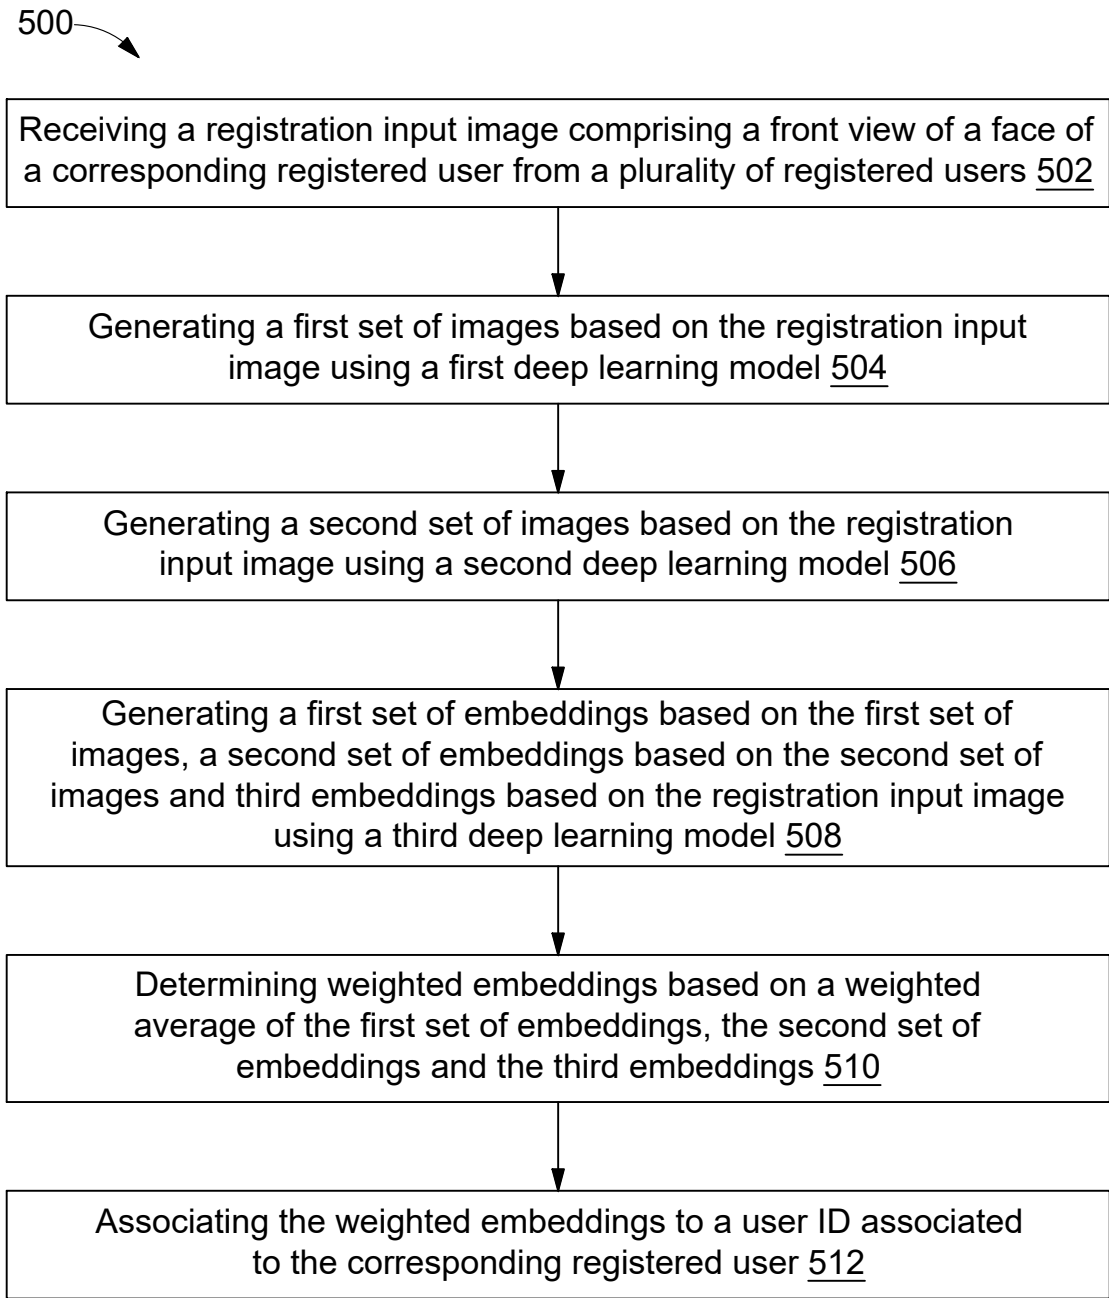 500
Receiving a registration input image comprising a front view of a face of
a corresponding registered user from a plurality of registered users 502
Generating a first set of images based on the registration input
image using a first deep learning model 504
Generating a second set of images based on the registration
input image using a second deep learning model 506
Generating a first set of embeddings based on the first set of
images, a second set of embeddings based on the second set of
images and third embeddings based on the registration input image
using a third deep learning model 508
Determining weighted embeddings based on a weighted
average of the first set of embeddings, the second set of
embeddings and the third embeddings 510
Associating the weighted embeddings to a user ID associated
to the corresponding registered user 512